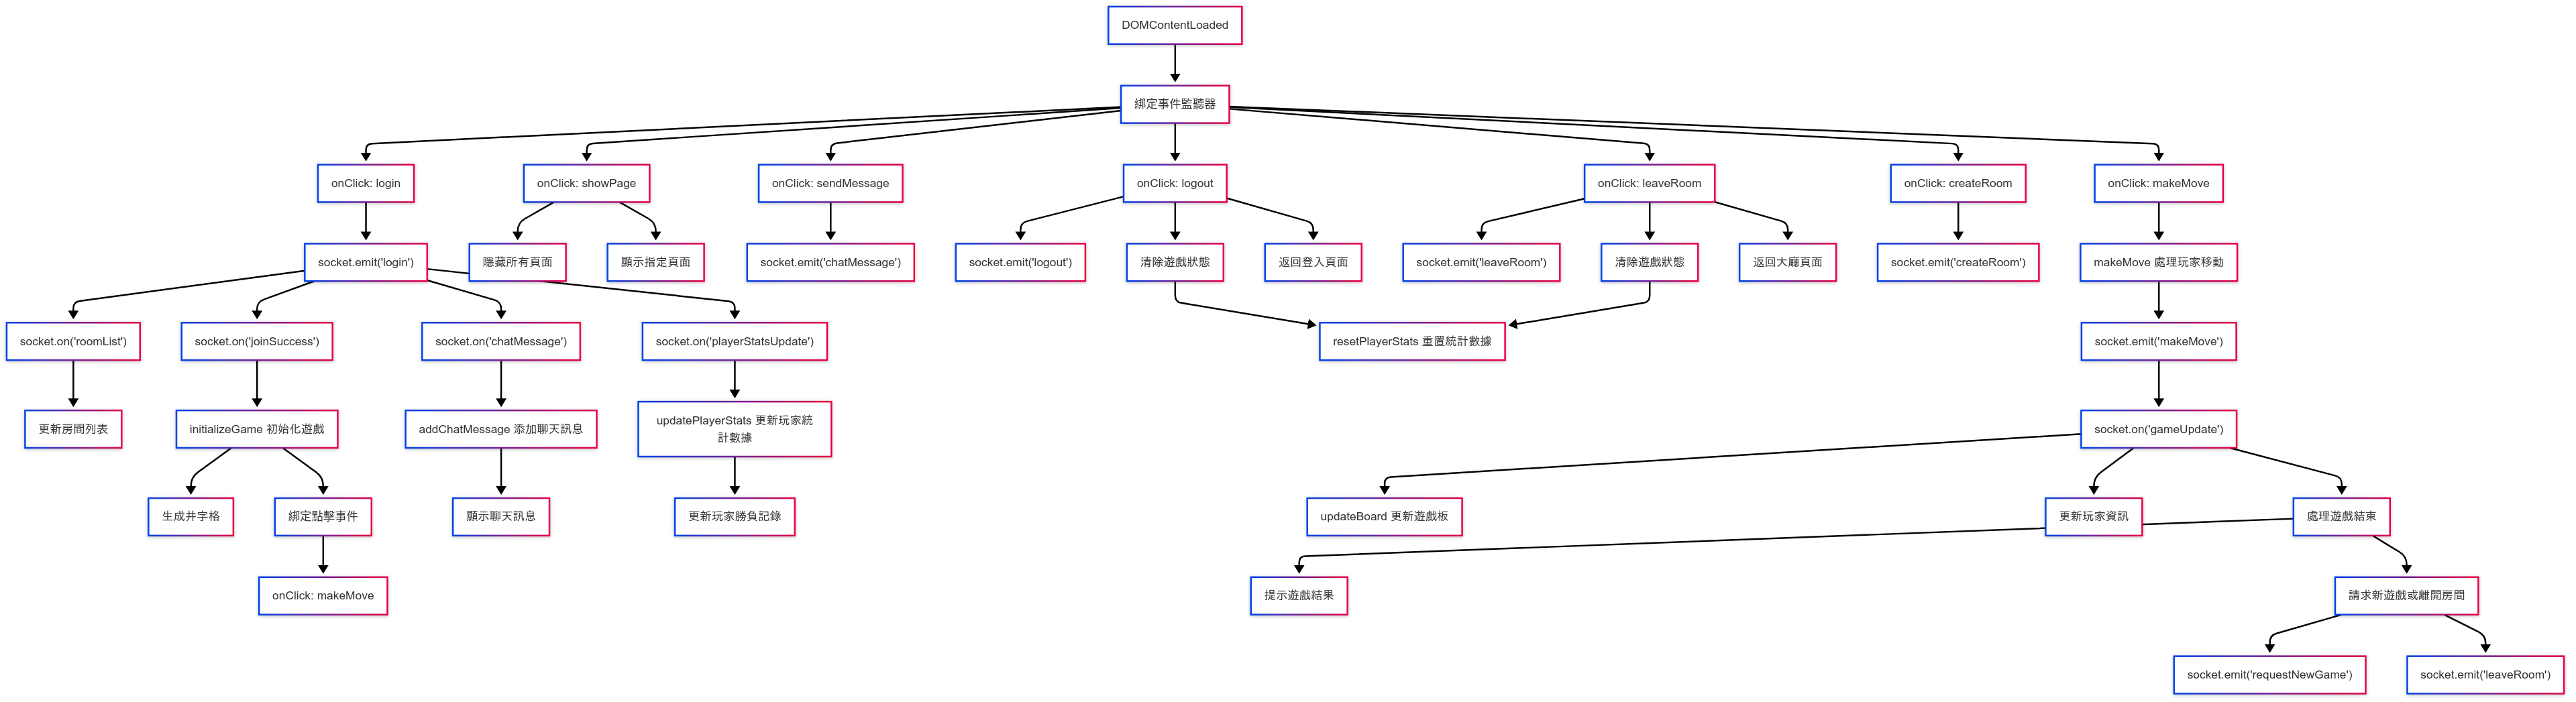 DOMContentLoaded
綁定事件監聽器
onClick: login
onClick: showPage
onClick: sendMessage
onClick: logout
onClick: leaveRoom
onClick: createRoom
onClick: makeMove
socket.emit('login')
隱藏所有頁面
顯示指定頁面
socket.emit('chatMessage')
socket.emit('logout')
清除遊戲狀態
返回登入頁面
socket.emit('leaveRoom')
清除遊戲狀態
返回大廳頁面
socket.emit('createRoom')
makeMove 處理玩家移動
socket.on('roomList')
socket.on('joinSuccess')
socket.on('chatMessage')
socket.on('playerStatsUpdate')
resetPlayerStats 重置統計數據
socket.emit('makeMove')
更新房間列表
initializeGame 初始化遊戲
addChatMessage 添加聊天訊息
updatePlayerStats 更新玩家統
計數據
socket.on('gameUpdate')
生成井字格
綁定點擊事件
顯示聊天訊息
更新玩家勝負記錄
updateBoard 更新遊戲板
更新玩家資訊
處理遊戲結束
onClick: makeMove
提示遊戲結果
請求新遊戲或離開房間
socket.emit('requestNewGame')
socket.emit('leaveRoom')